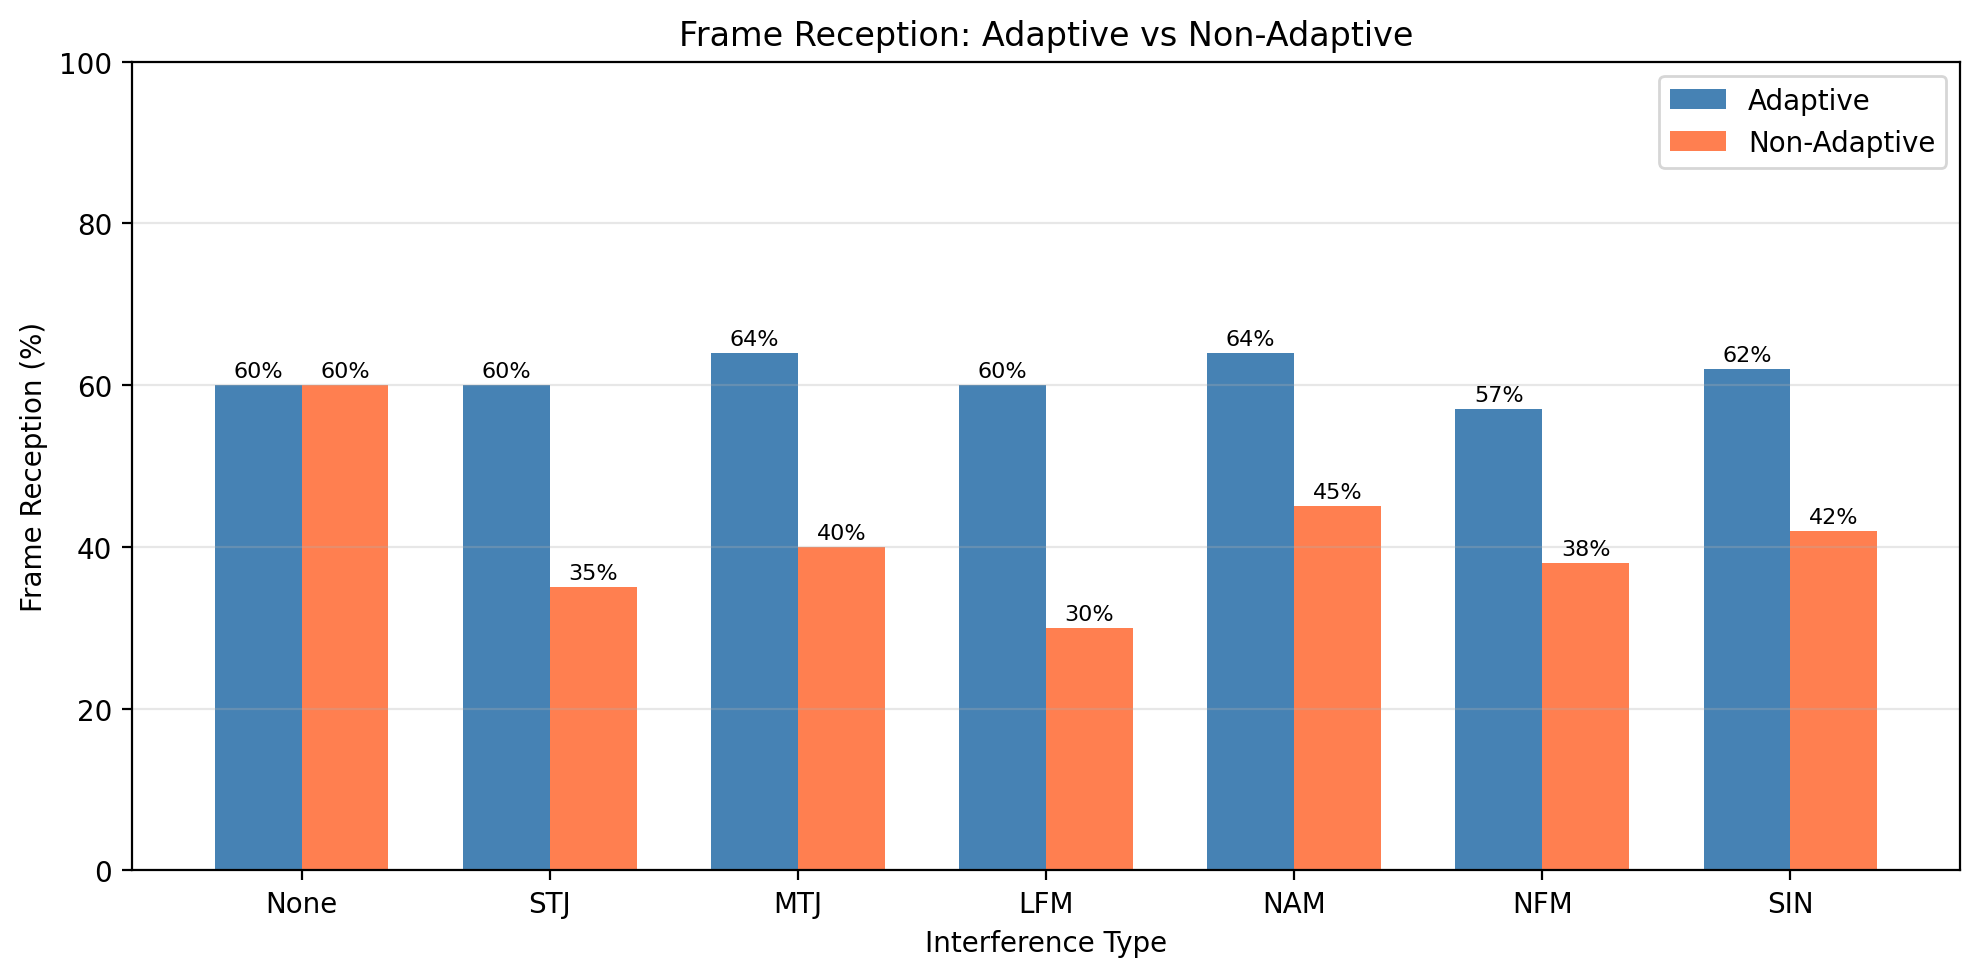 Frame Reception: Adaptive vs Non-Adaptive
100
80
60
40
20
0
Frame Reception (%)
Adaptive
Non-Adaptive
60% 60% 60% 35% 64% 40% 60% 30% 64% 45% 57% 38% 62% 42%
None STJ MTJ LFM NAM NFM SIN
Interference Type